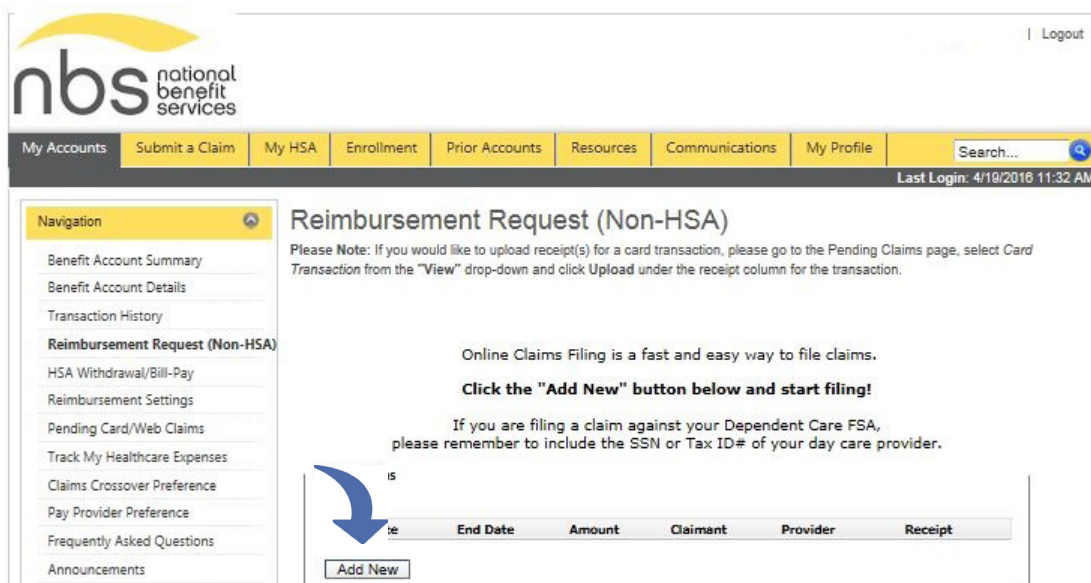 | Logout
nbs national
benefit
services
My Accounts Submit a Claim My HSA Enrollment Prior Accounts Resources Communications My Profile Search...
Last Login: 4/19/2016 11:32 AM
Navigation
Benefit Account Summary
Benefit Account Details
Transaction History
Reimbursement Request (Non-HSA)
HSA Withdrawal/Bill-Pay
Reimbursement Settings
Pending Card/Web Claims
Track My Healthcare Expenses
Claims Crossover Preference
Pay Provider Preference
Frequently Asked Questions
Announcements
Reimbursement Request (Non-HSA)
Please Note: If you would like to upload receipt(s) for a card transaction, please go to the Pending Claims page, select Card
Transaction from the "View" drop-down and click Upload under the receipt column for the transaction.
Online Claims Filing is a fast and easy way to file claims.
Click the "Add New" button below and start filing!
If you are filing a claim against your Dependent Care FSA,
please remember to include the SSN or Tax ID# of your day care provider.
End Date Amount Claimant Provider Receipt
Add New